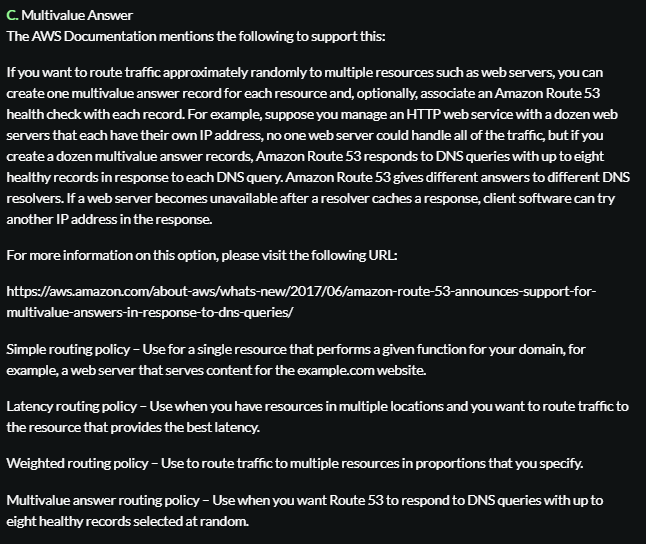 C. Multivalue Answer
The AWS Documentation mentions the following to support this:
If you want to route traffic approximately randomly to multiple resources such as web servers, you can
create one multivalue answer record for each resource and, optionally, associate an Amazon Route 53
health check with each record. For example, suppose you manage an HTTP web service with a dozen web
servers that each have their own IP address, no one web server could handle all of the traffic, but if you
create a dozen multivalue answer records, Amazon Route 53 responds to DNS queries with up to eight
healthy records in response to each DNS query. Amazon Route 53 gives different answers to different DNS
resolvers. If a web server becomes unavailable after a resolver caches a response, client software can try
another IP address in the response.
For more information on this option, please visit the following URL:
https://aws.amazon.com/about-aws/whats-new/2017/06/amazon-route-53-announces-support-for-
multivalue-answers-in-response-to-dns-queries/
Simple routing policy – Use for a single resource that performs a given function for your domain, for
example, a web server that serves content for the example.com website.
Latency routing policy – Use when you have resources in multiple locations and you want to route traffic to
the resource that provides the best latency.
Weighted routing policy – Use to route traffic to multiple resources in proportions that you specify.
Multivalue answer routing policy – Use when you want Route 53 to respond to DNS queries with up to
eight healthy records selected at random.